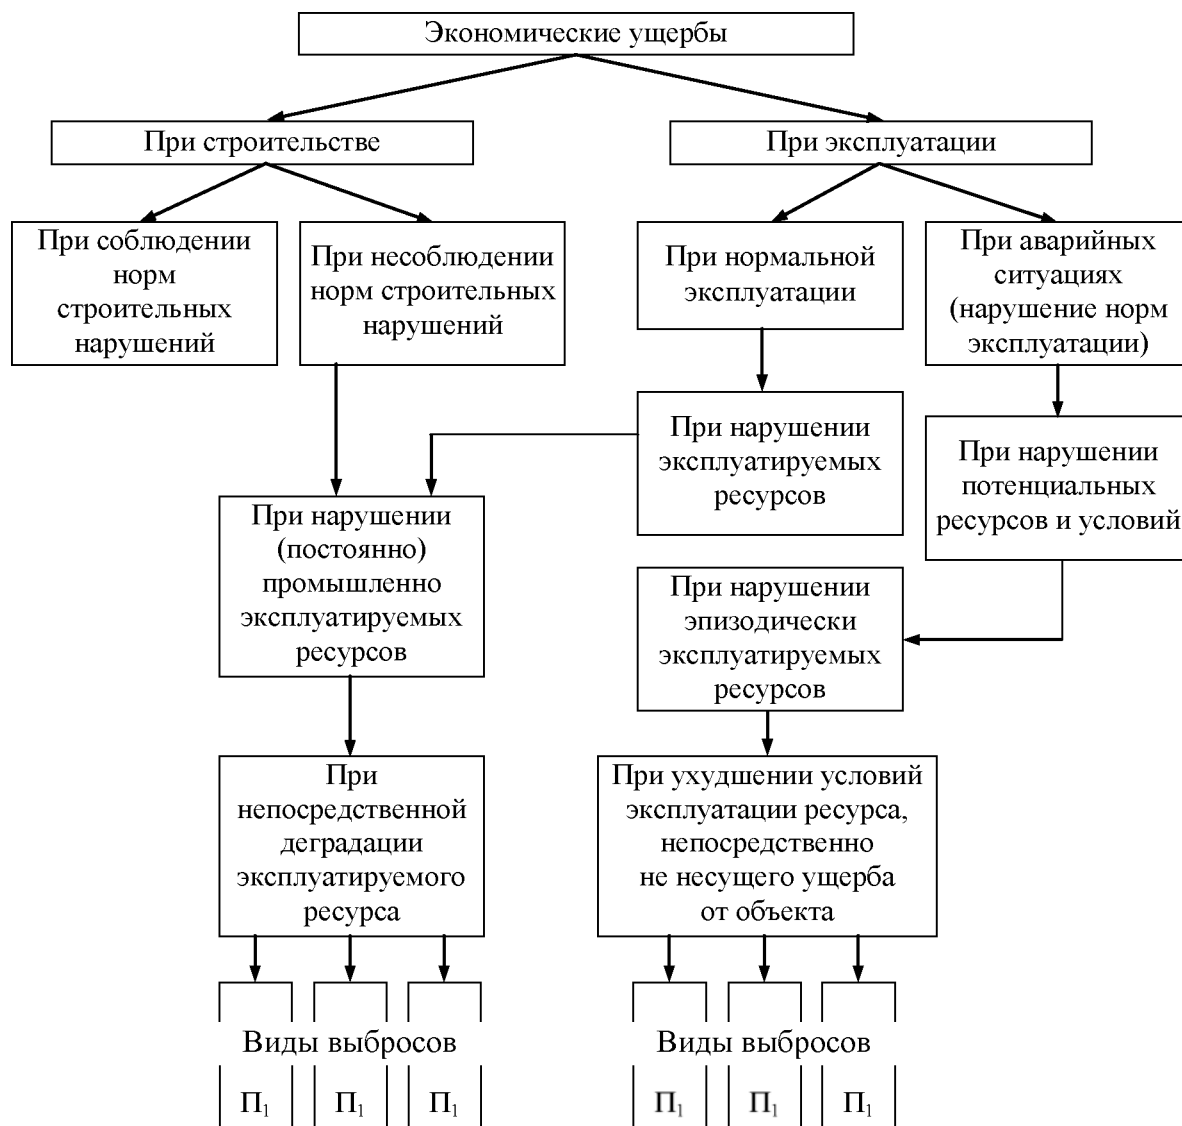 Экономические ущербы
При строительстве
При эксплуатации
При соблюдении
норм
строительных
нарушений
При несоблюдении
норм строительных
нарушений
При нормальной
эксплуатации
При аварийных
ситуациях
(нарушение норм
эксплуатации)
При нарушении
эксплуатируемых
ресурсов
При нарушении
потенциальных
ресурсов и условий
При нарушении
(постоянно)
промышленно
эксплуатируемых
ресурсов
При нарушении
эпизодически
эксплуатируемых
ресурсов
При
непосредственной
деградации
эксплуатируемого
ресурса
При ухудшении условий
эксплуатации ресурса,
непосредственно
не несущего ущерба
от объекта
Виды выбросов
П₁ П₁ П₁
Виды выбросов
П₁ П₁ П₁